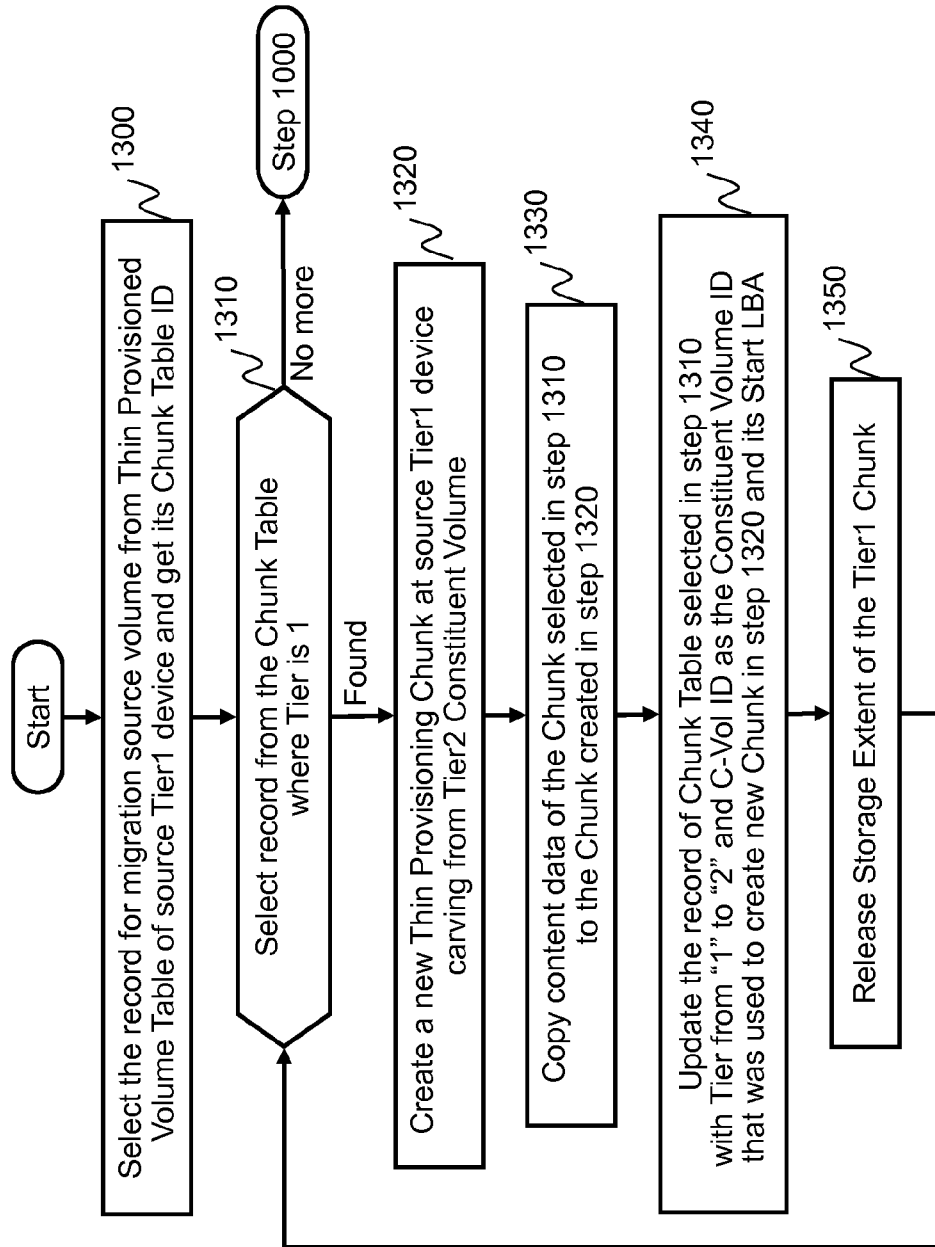 Start
1300
Select the record for migration source volume from Thin Provisioned
Volume Table of source Tier1 device and get its Chunk Table ID
1310
Select record from the Chunk Table
where Tier is 1
No more
Step 1000
Found
1320
Create a new Thin Provisioning Chunk at source Tier1 device
carving from Tier2 Constituent Volume
1330
Copy content data of the Chunk selected in step 1310
to the Chunk created in step 1320
1340
Update the record of Chunk Table selected in step 1310
with Tier from “1” to “2” and C-Vol ID as the Constituent Volume ID
that was used to create new Chunk in step 1320 and its Start LBA
1350
Release Storage Extent of the Tier1 Chunk